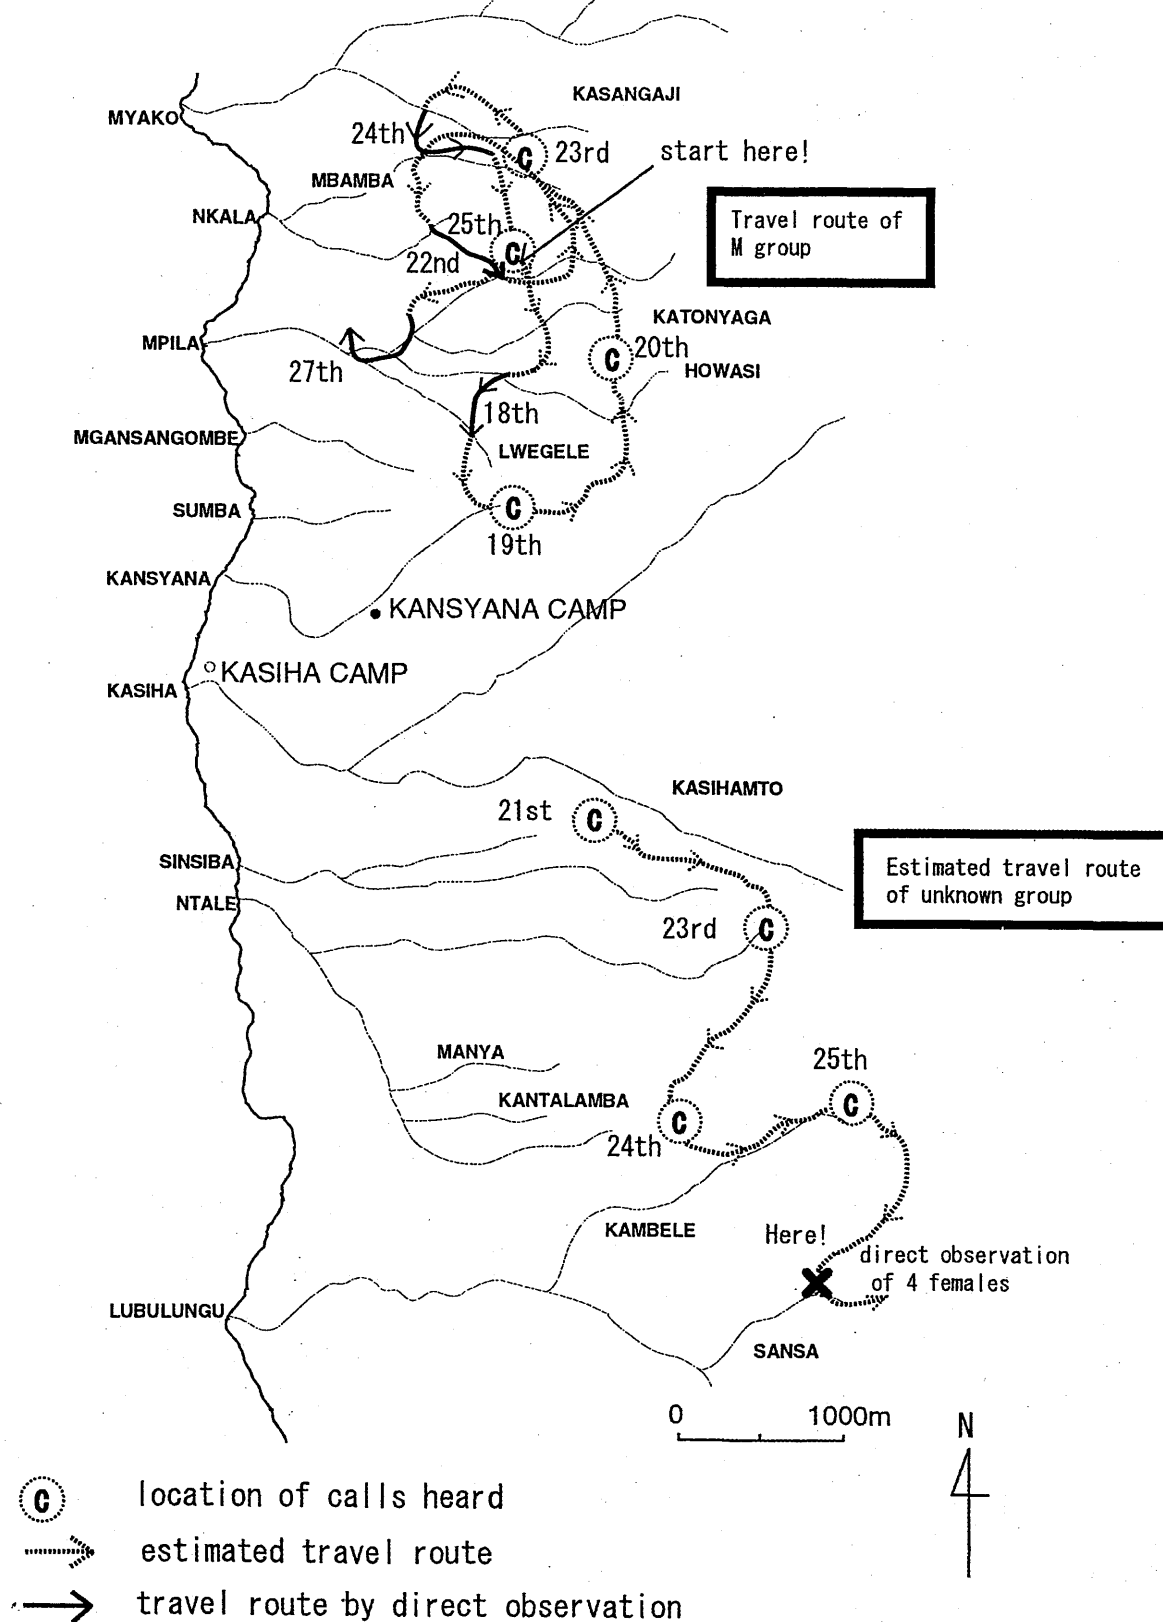 KASANGAJI
MYAKO
24th
C
23rd
start here!
MBAMBA
Travel route of
M group
NKALA
25th
C
22nd
KATONYAGA
MPILA
C
20th
27th
HOWASI
18th
MGANSANGOMBE
LWEGELE
SUMBA
C
19th
KANSYANA
KANSYANA CAMP
KASIHA CAMP
KASIHA
KASIHAMTO
21st
C
SINSIBA
Estimated travel route
of unknown group
NTALE
23rd
C
MANYA
25th
KANTALAMBA
C
C
24th
KAMBELE
Here!
direct observation
of 4 females
LUBULUNGU
SANSA
0 1000m
N
C location of calls heard
estimated travel route
travel route by direct observation